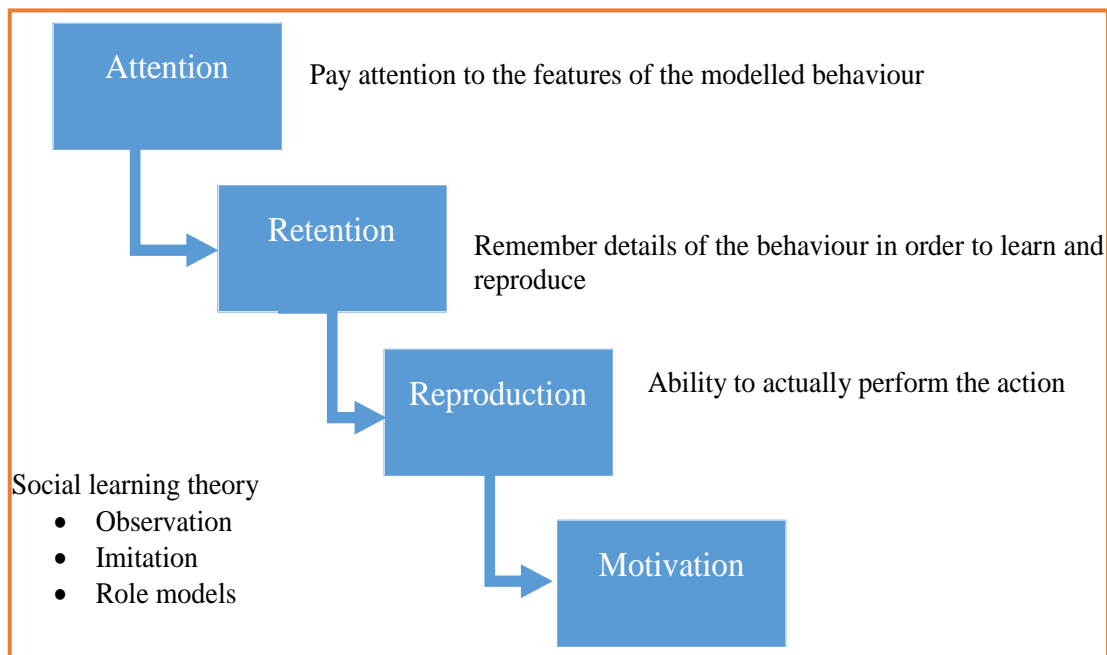 Attention
Pay attention to the features of the modelled behaviour
Retention
Remember details of the behaviour in order to learn and
reproduce
Reproduction
Ability to actually perform the action
Social learning theory
• Observation
• Imitation
• Role models
Motivation